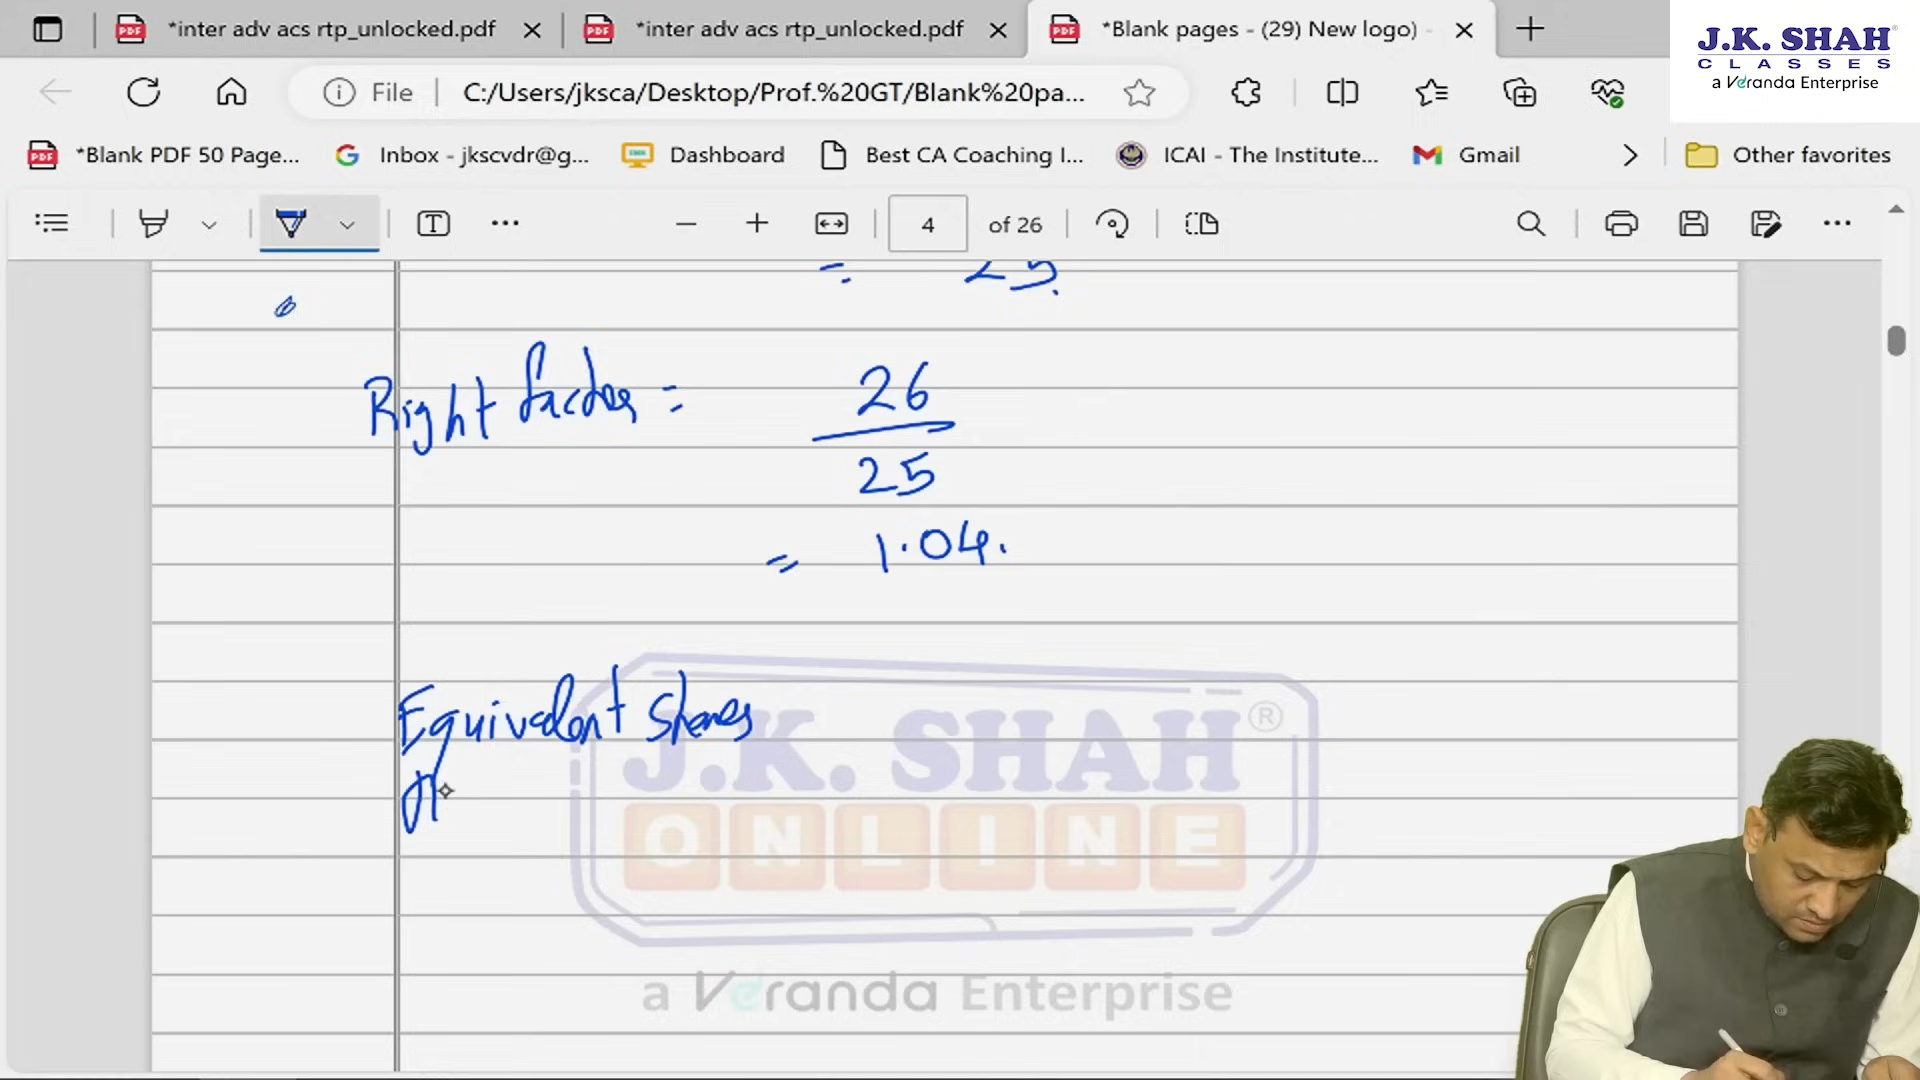 *inter adv acs rtp_unlocked.pdf
*inter adv acs rtp_unlocked.pdf
*Blank pages - (29) New logo) -
J.K. SHAH®
CLASSES
a Veranda Enterprise
File
C:/Users/jksca/Desktop/Prof.%20GT/Blank%20pa...
*Blank PDF 50 Page...
Inbox - jkscvdr@g...
Dashboard
Best CA Coaching I...
ICAI - The Institute...
Gmail
Other favorites
4 of 26
= 25.
Right factor = 26
25
= 1.04.
Equivalent Shares
J.K. SHAH®
ONLINE
a Veranda Enterprise